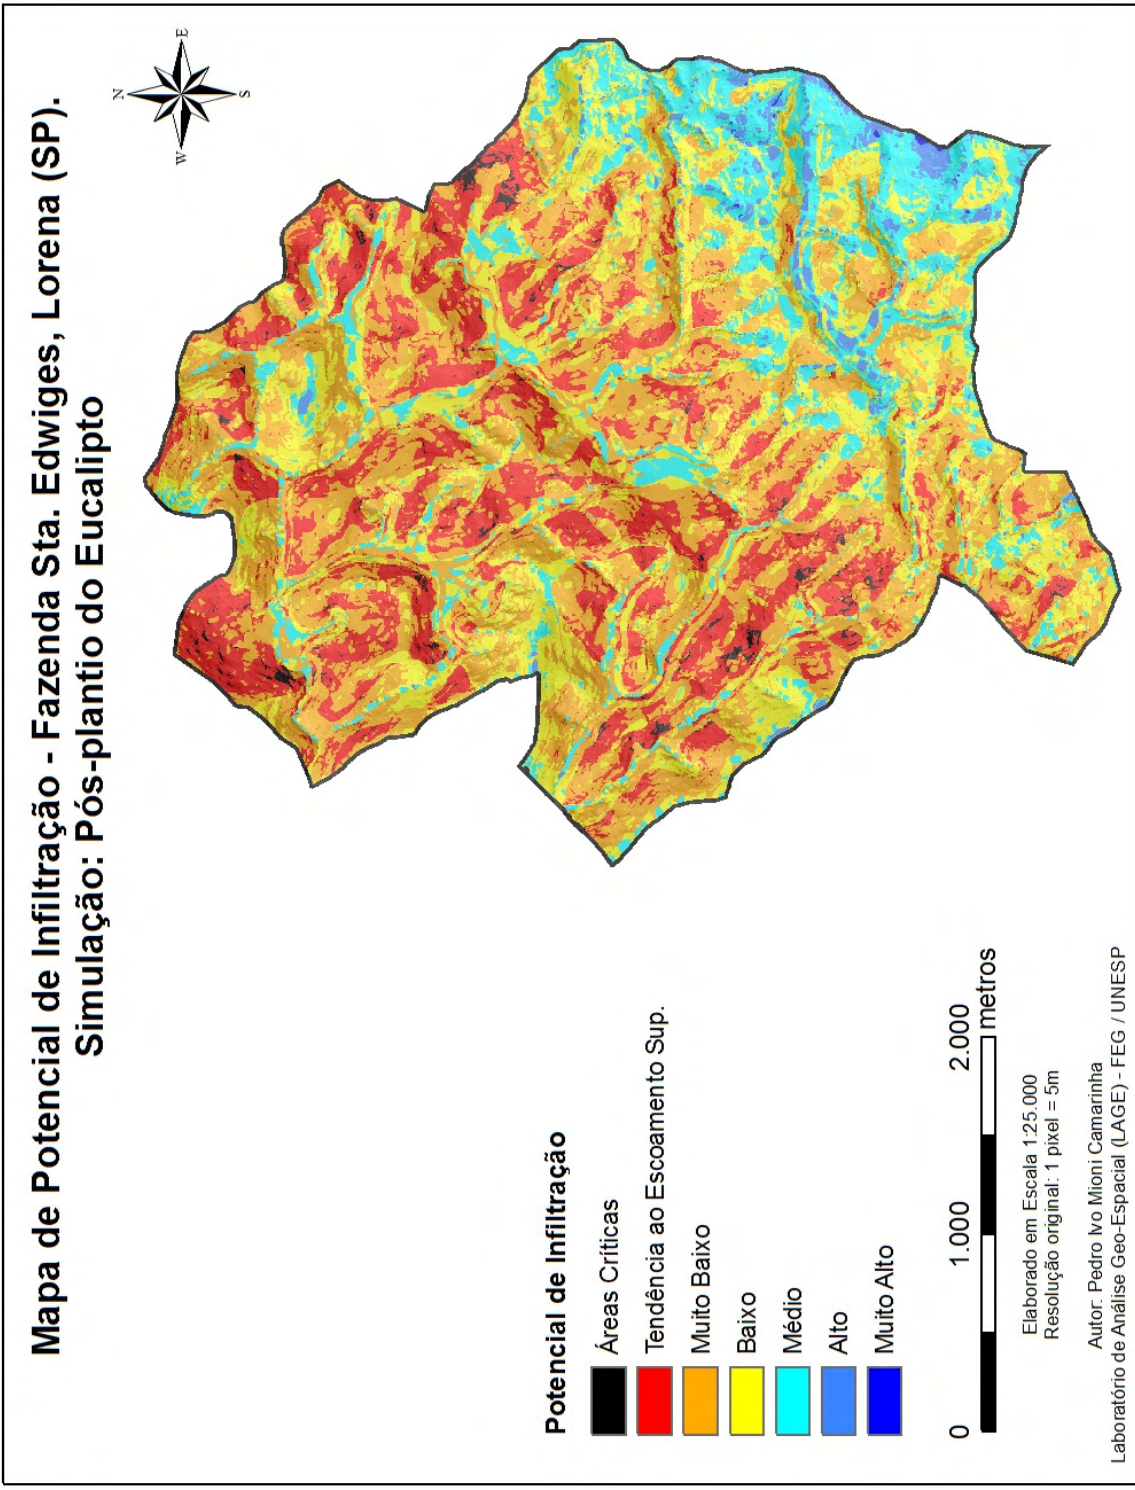 Mapa de Potencial de Infiltração - Fazenda Sta. Edwiges, Lorena (SP).
Simulação: Pós-plantio do Eucalipto
N
W
E
S
Potencial de Infiltração
Áreas Críticas
Tendência ao Escoamento Sup.
Muito Baixo
Baixo
Médio
Alto
Muito Alto
0 1.000 2.000
metros
Elaborado em Escala 1:25.000
Resolução original: 1 pixel = 5m
Autor: Pedro Ivo Mioni Camarinha
Laboratório de Análise Geo-Espacial (LAGE) - FEG / UNESP